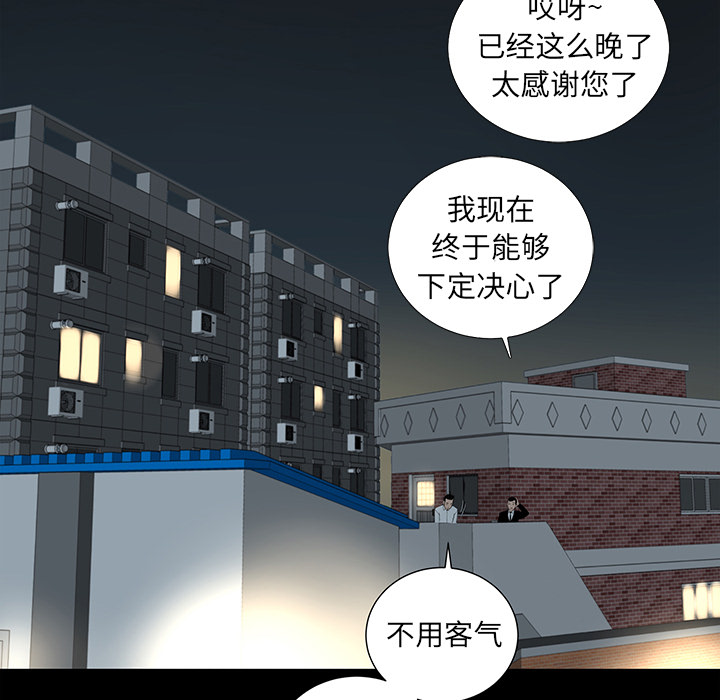 哎呀~
已经这么晚了
太感谢您了
我现在
终于能够
下定决心了
不用客气